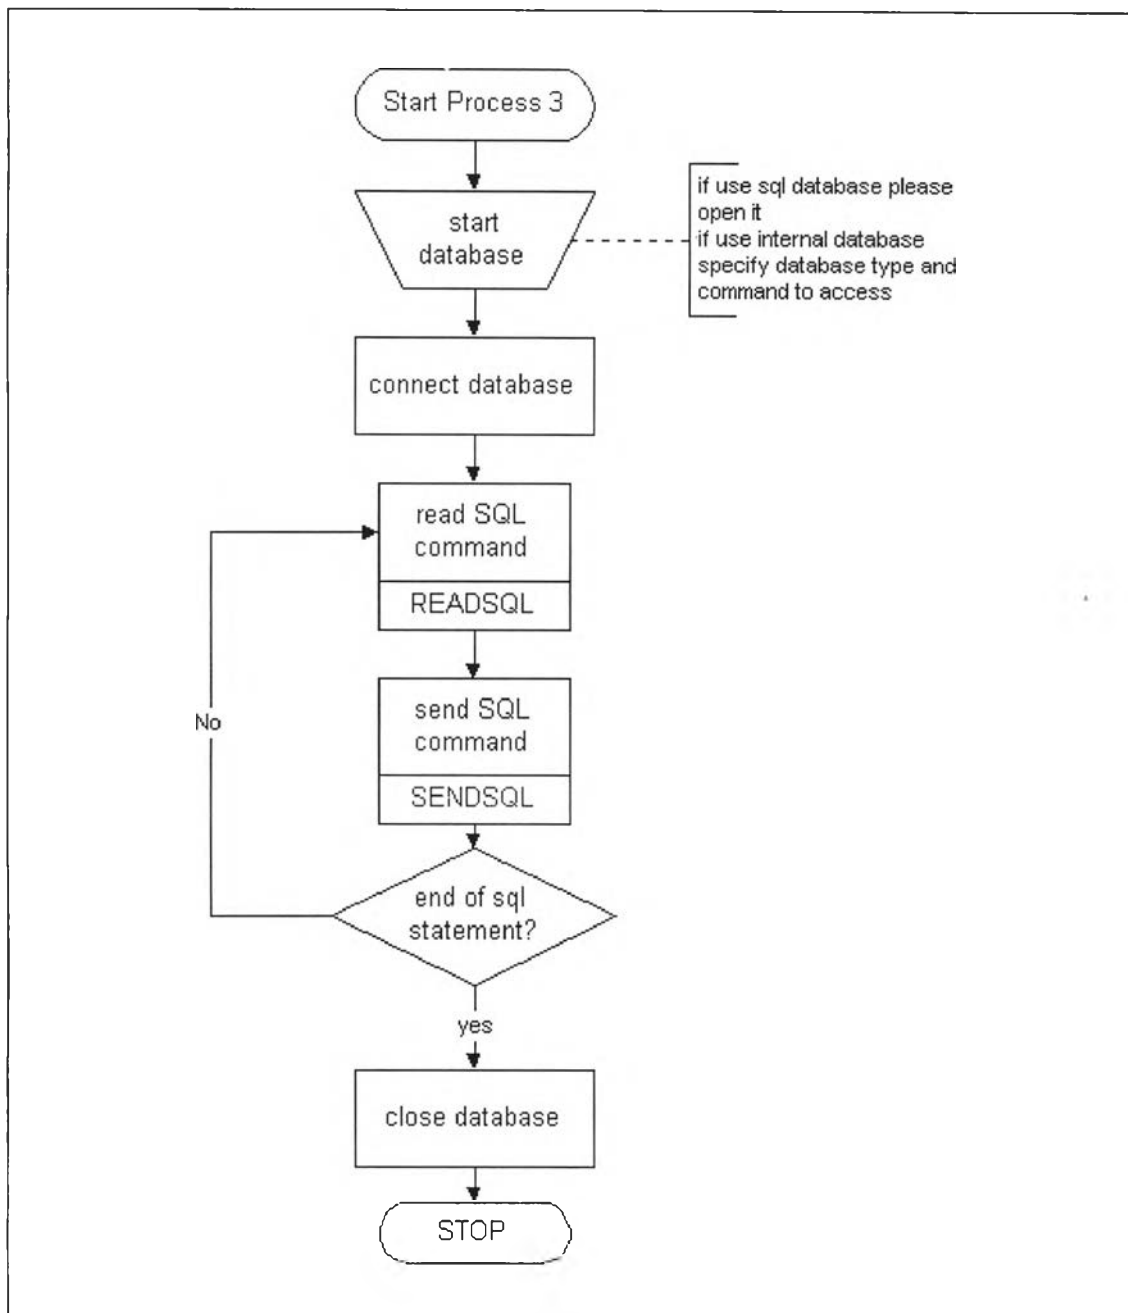 Start Process 3
start
database
if use sql database please
open it
if use internal database
specify database type and
command to access
connect database
read SQL
command
READSQL
send SQL
command
SENDSQL
No
end of sql
statement?
yes
close database
STOP